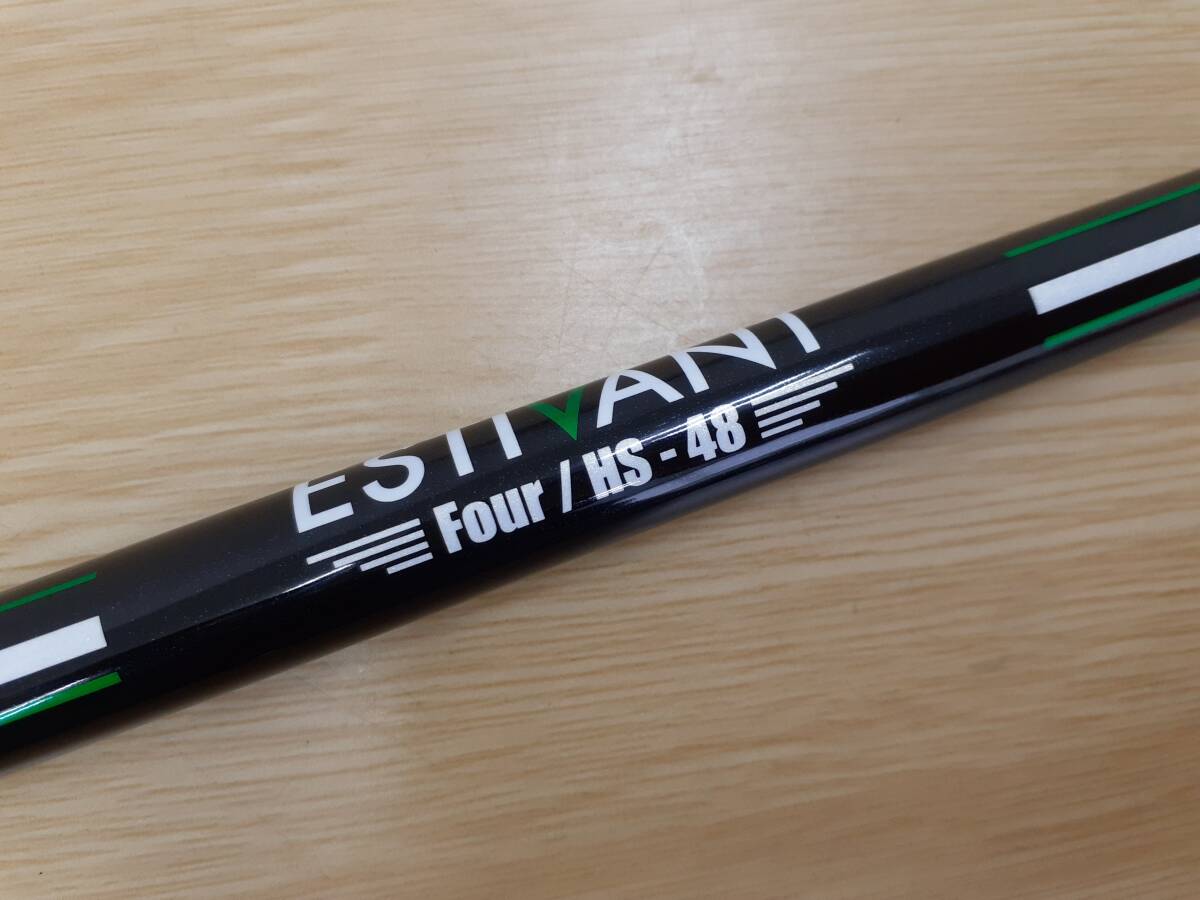 ESTIVANT
Four / HS - 48